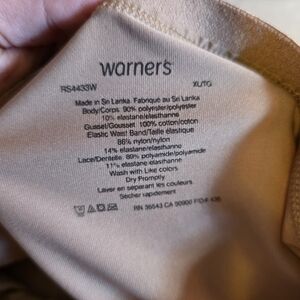 warner's
RS4433W XL/TG
Made in Sri Lanka. Fabriqué au Sri Lanka
Body/Corps: 90% polyester/polyester
10% elastane/élasthanne
Gusset/Gousset: 100% cotton/coton
Elastic Waist Band/Taille élastique
86% nylon/nylon
14% elastane/élasthanne
Lace/Dentelle: 89% polyamide/polyamide
11% elastane/élasthanne
Wash with Like colors
Dry Promptly
Laver en séparant les couleurs
Sécher rapidement
RN 36543 CA 00900